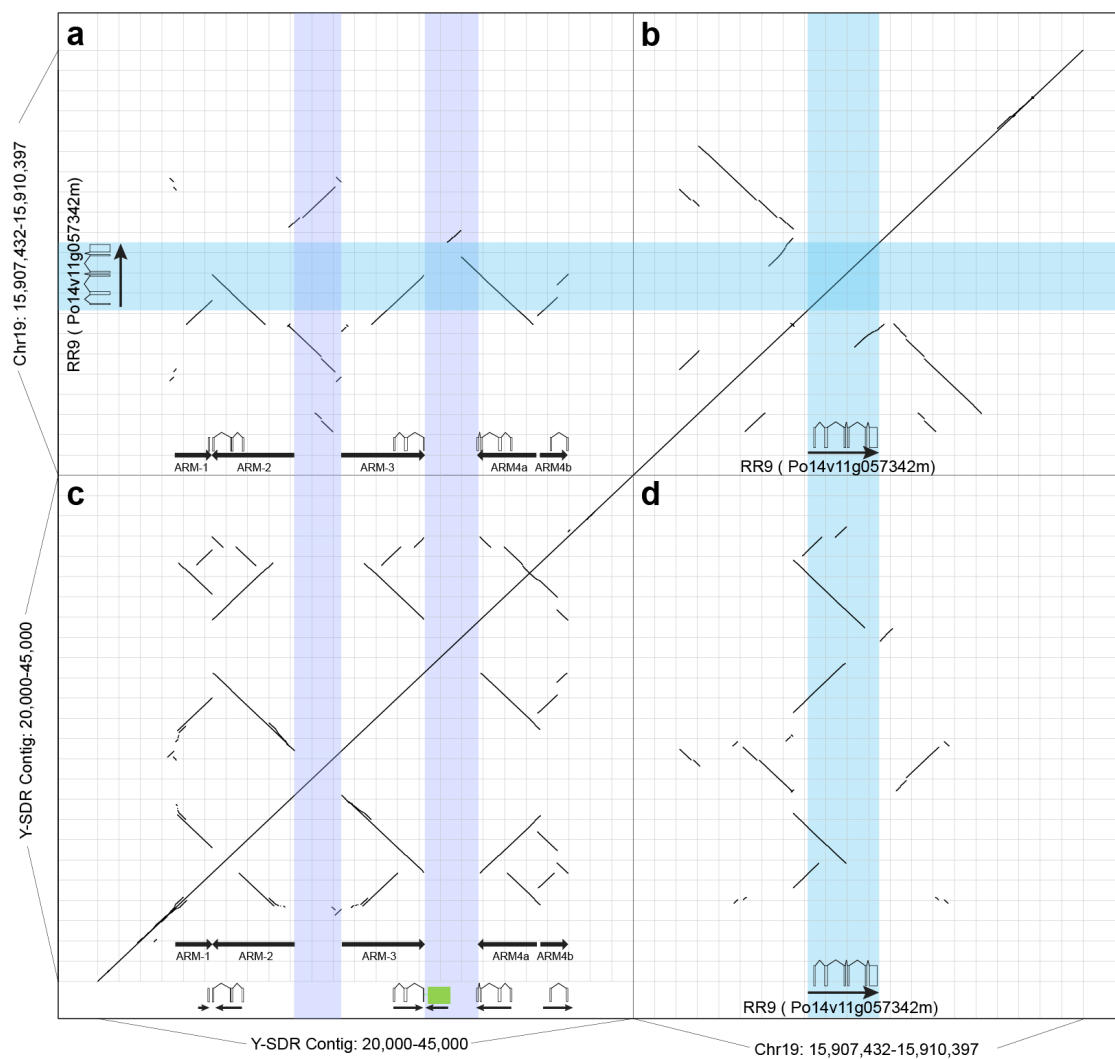 a
b
Chr19: 15,907,432-15,910,397
RR9 ( Po14v11g057342m)
ARM-1
ARM-2
ARM-3
ARM4a
ARM4b
RR9 ( Po14v11g057342m)
c
d
Y-SDR Contig: 20,000-45,000
ARM-1
ARM-2
ARM-3
ARM4a
ARM4b
RR9 ( Po14v11g057342m)
Y-SDR Contig: 20,000-45,000
Chr19: 15,907,432-15,910,397